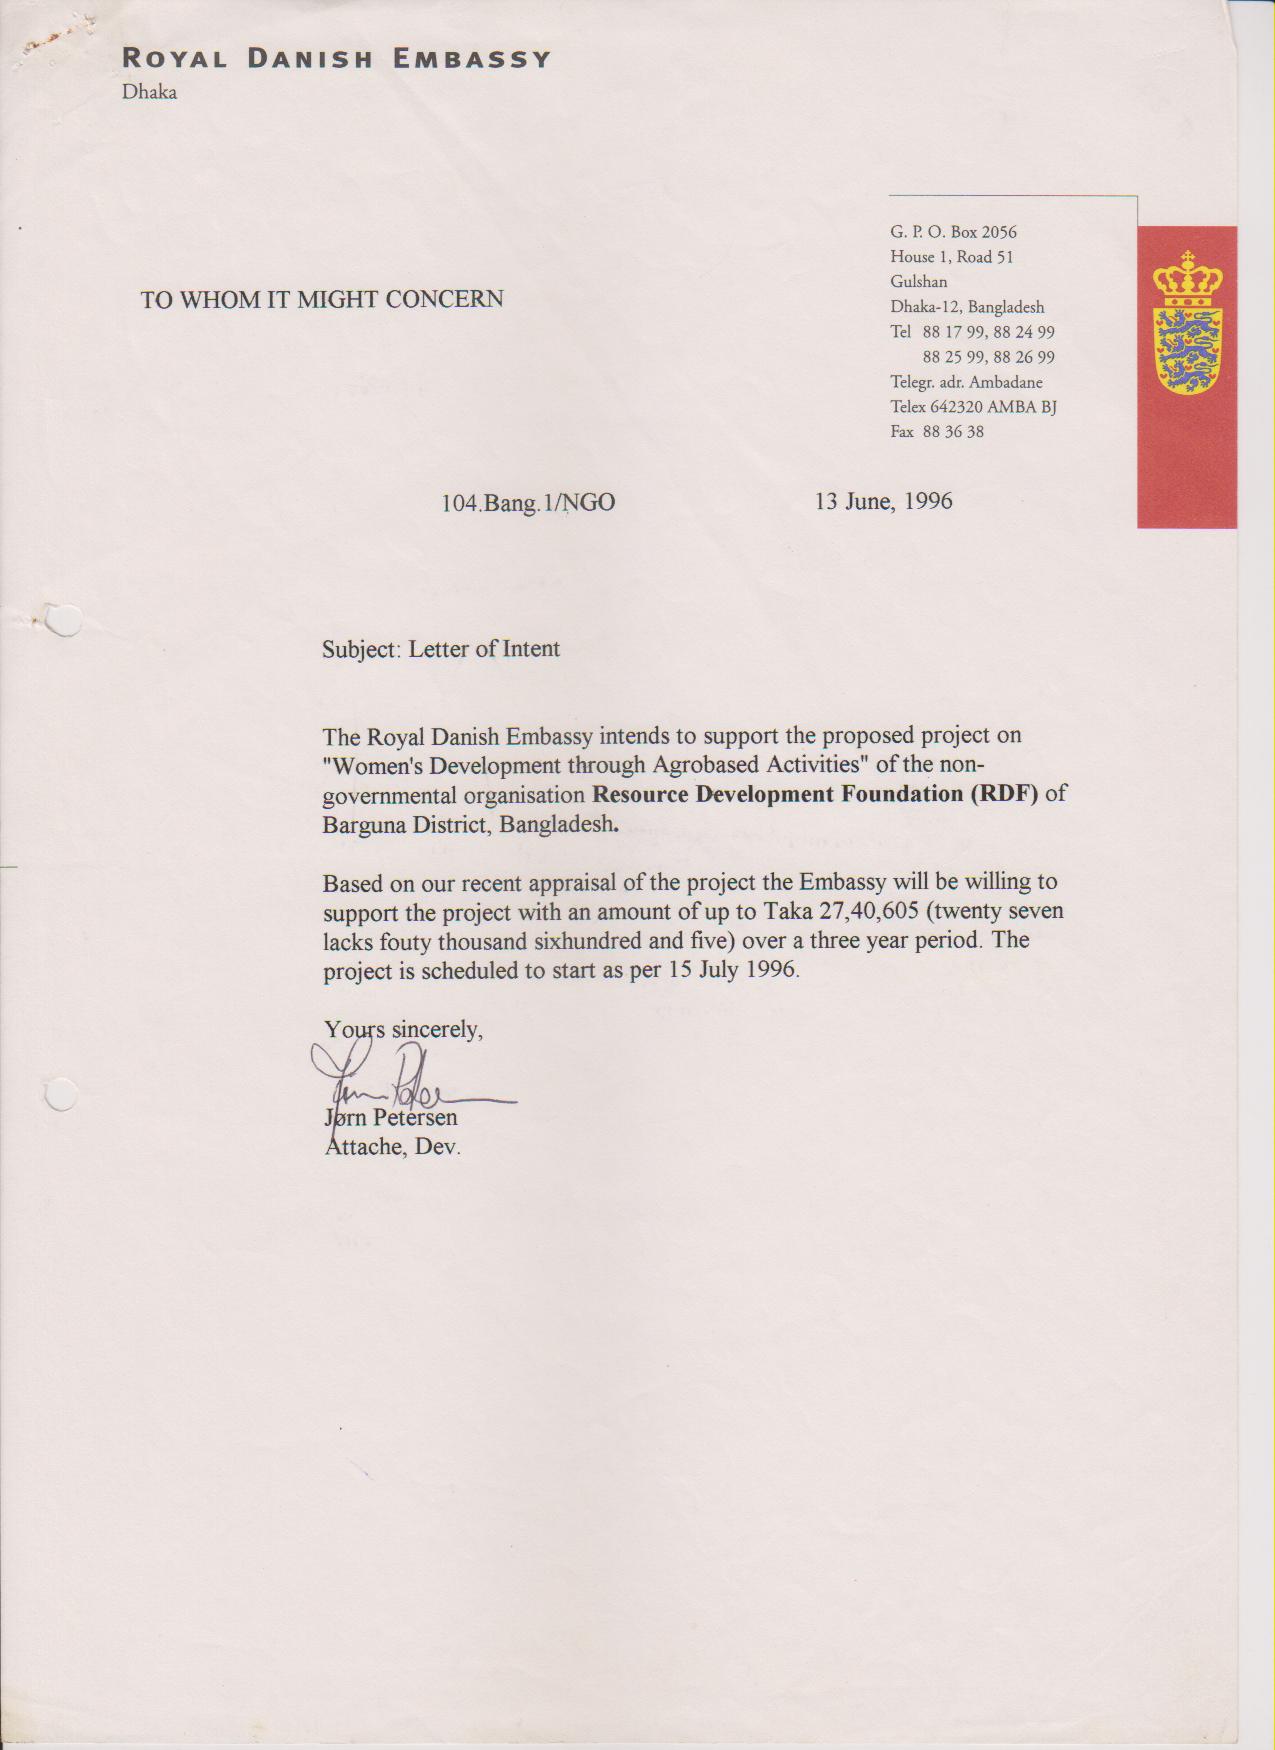 ROYAL DANISH EMBASSY
Dhaka
G. P. O. Box 2056
House 1, Road 51
Gulshan
Dhaka-12, Bangladesh
Tel 88 17 99, 88 24 99
88 25 99, 88 26 99
Telegr. adr. Ambadane
Telex 642320 AMBA BJ
Fax 88 36 38
TO WHOM IT MIGHT CONCERN
104.Bang.1/NGO 13 June, 1996
Subject: Letter of Intent
The Royal Danish Embassy intends to support the proposed project on
"Women's Development through Agrobased Activities" of the non-
governmental organisation Resource Development Foundation (RDF) of
Barguna District, Bangladesh.
Based on our recent appraisal of the project the Embassy will be willing to
support the project with an amount of up to Taka 27,40,605 (twenty seven
lacks fouty thousand sixhundred and five) over a three year period. The
project is scheduled to start as per 15 July 1996.
Yours sincerely,
Jørn Petersen
Attache, Dev.